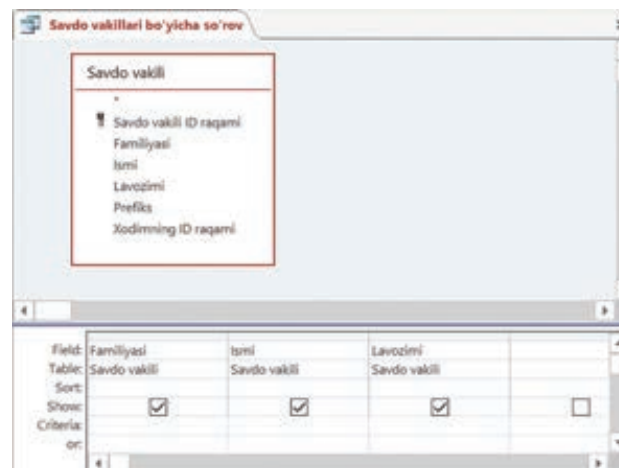 Savdo vakillari bo'yicha so'rov
Savdo vakili
*
Savdo vakili ID raqami
Familiyasi
Ismi
Lavozimi
Prefiks
Xodimning ID raqami
Field: Familiyasi Ismi Lavozimi
Table: Savdo vakili Savdo vakili Savdo vakili
Sort:
Show:
Criteria:
or: